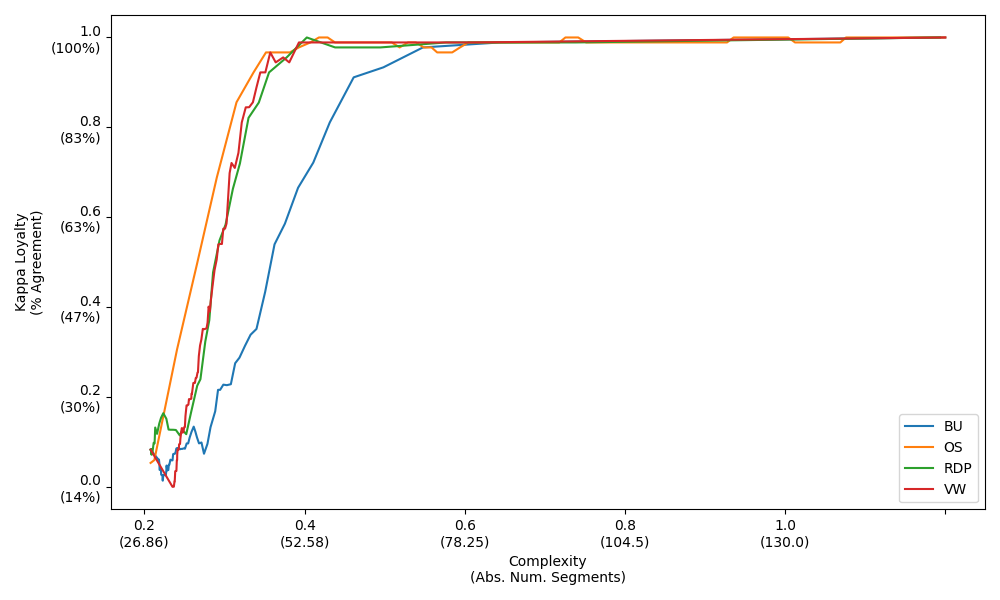 1.0
(100%)
0.8
(83%)
0.6
(63%)
0.4
(47%)
0.2
(30%)
0.0
(14%)
Kappa Loyalty
(% Agreement)
BU
OS
RDP
VW
0.2
(26.86)
0.4
(52.58)
0.6
(78.25)
0.8
(104.5)
1.0
(130.0)
Complexity
(Abs. Num. Segments)